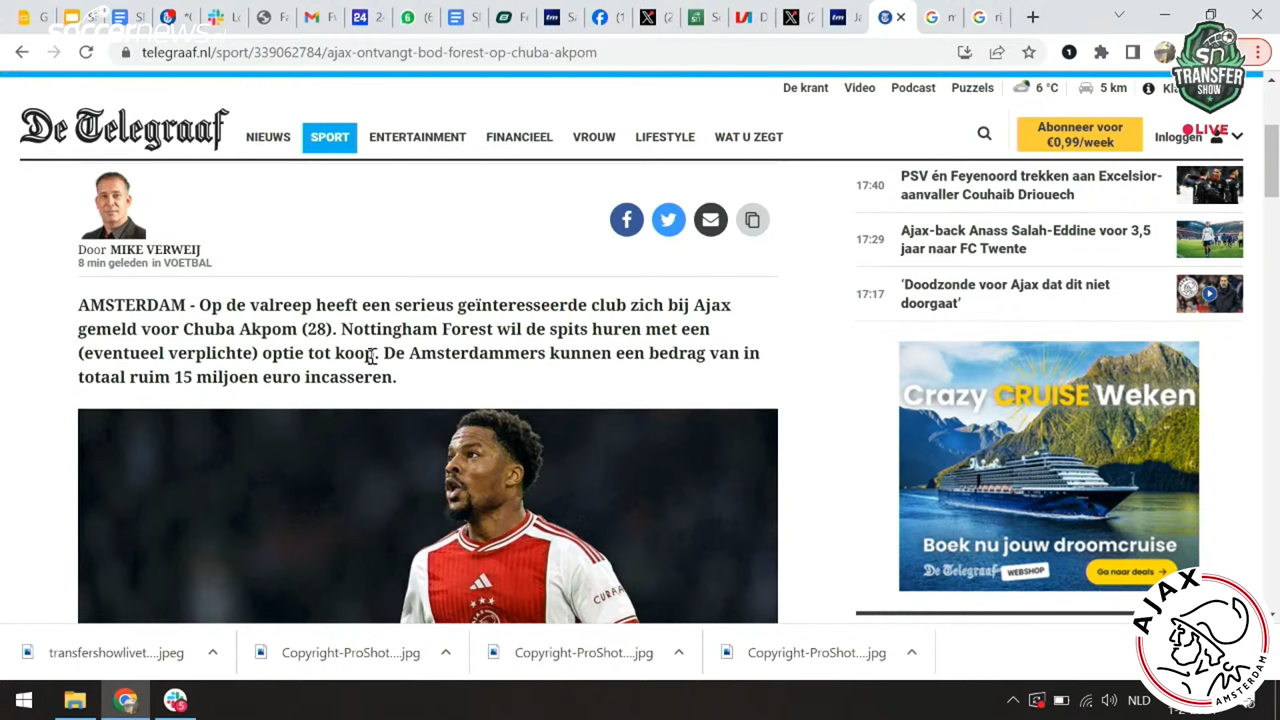 soccernews
telegraaf.nl/sport/339062784/ajax-ontvangt-bod-forest-op-chuba-akpom
sn
TRANSFER
SHOW
LIVE
De krant
Video
Podcast
Puzzels
6 °C
5 km
De Telegraaf
NIEUWS
SPORT
ENTERTAINMENT
FINANCIEEL
VROUW
LIFESTYLE
WAT U ZEGT
Abonneer voor
€0,99/week
Inloggen
Door MIKE VERWEIJ
8 min geleden in VOETBAL
AMSTERDAM - Op de valreep heeft een serieus geïnteresseerde club zich bij Ajax
gemeld voor Chuba Akpom (28). Nottingham Forest wil de spits huren met een
(eventueel verplichte) optie tot koop. De Amsterdammers kunnen een bedrag van in
totaal ruim 15 miljoen euro incasseren.
17:40
PSV én Feyenoord trekken aan Excelsior-
aanvaller Couhaib Driouech
17:29
Ajax-back Anass Salah-Eddine voor 3,5
jaar naar FC Twente
17:17
‘Doodzonde voor Ajax dat dit niet
doorgaat’
Crazy CRUISE Weken
Boek nu jouw droomcruise
De Telegraaf WEBSHOP
Ga naar deals →
AJAX
AMSTERDAM
transfershowlivet....jpeg
Copyright-ProShot....jpg
Copyright-ProShot....jpg
Copyright-ProShot....jpg
NLD